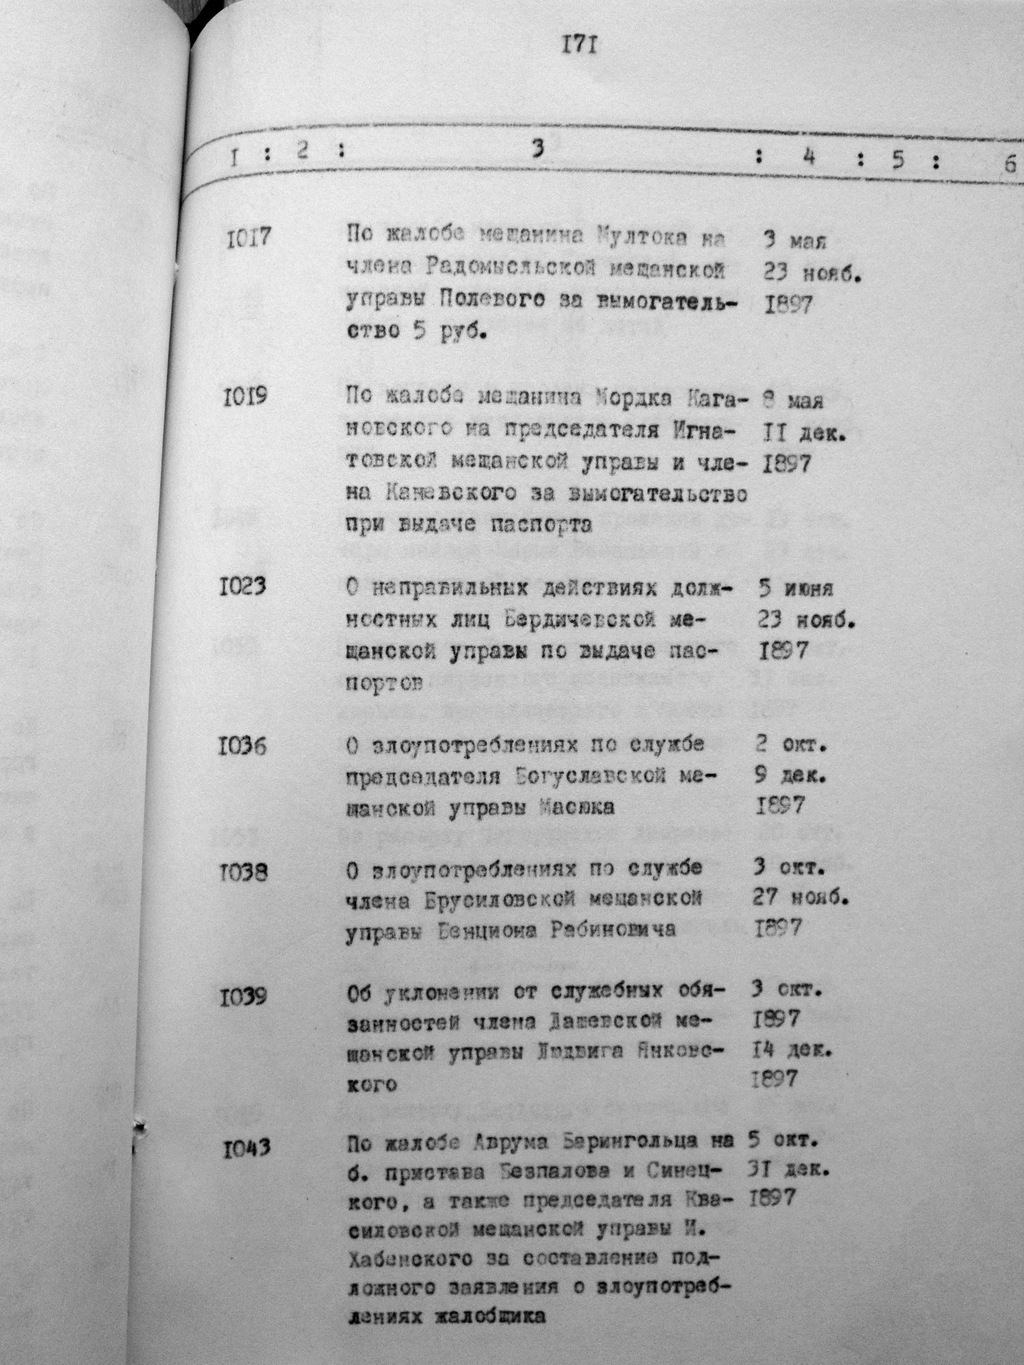 171
1 : 2 : 3 : 4 : 5 : 6
1017 По жалобе мещанина Мултока на 3 мая
члена Радомысльской мещанской 23 нояб.
управы Полевого за вымогатель- 1897
ство 5 руб.
1019 По жалобе мещанина Мордка Кага- 8 мая
новского на председателя Игна- 11 дек.
товской мещанской управы и чле- 1897
на Каневского за вымогательство
при выдаче паспорта
1023 О неправильных действиях долж- 5 июня
ностных лиц Бердичевской ме- 23 нояб.
щанской управы по выдаче пас- 1897
портов
1036 О злоупотреблениях по службе 2 окт.
председателя Богуславской ме- 9 дек.
щанской управы Масюка 1897
1038 О злоупотреблениях по службе 3 окт.
члена Брусиловской мещанской 27 нояб.
управы Бенциона Рабиновича 1897
1039 Об уклонении от служебных обя- 3 окт.
занностей члена Дашевской ме- 1897
щанской управы Людвига Янковс- 14 дек.
кого 1897
1043 По жалобе Аврума Берингольца на 5 окт.
б. пристава Безпалова и Синец- 31 дек.
кого, а также председателя Ква- 1897
силовской мещанской управы И.
Хабенского за составление под-
ложного заявления о злоупотреб-
лениях жалобщика